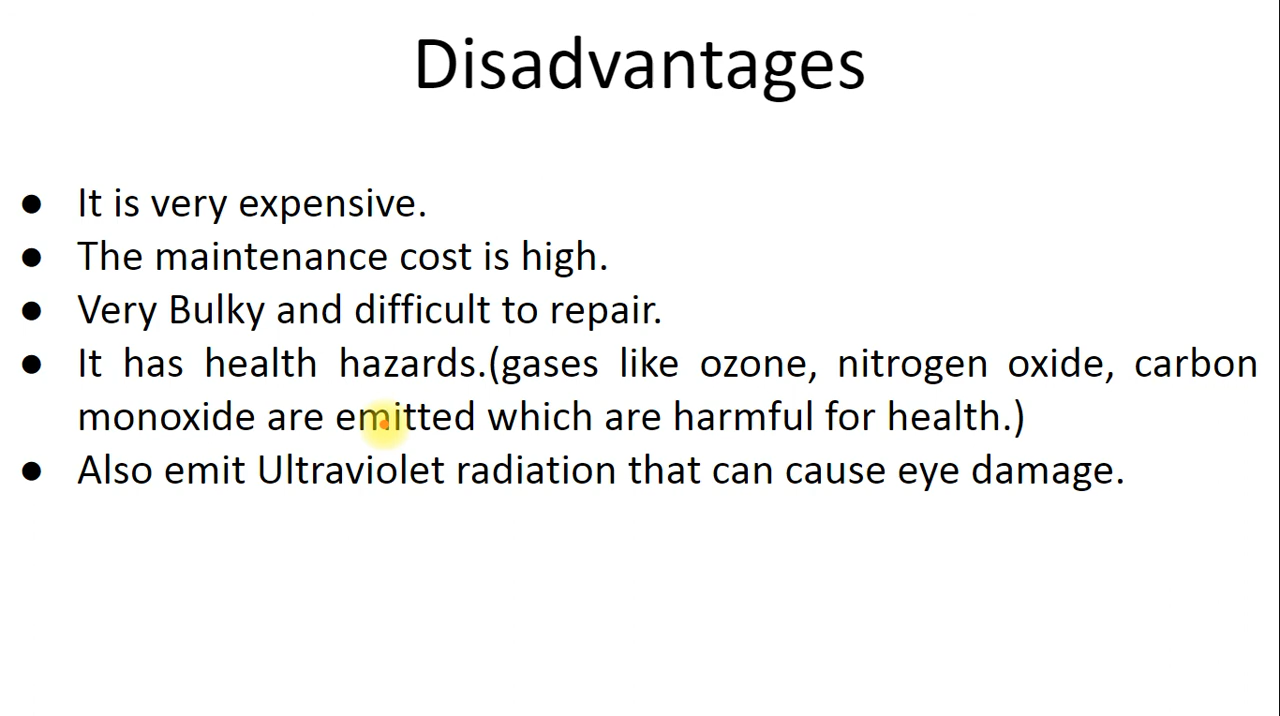 Disadvantages
● It is very expensive.
● The maintenance cost is high.
● Very Bulky and difficult to repair.
● It has health hazards.(gases like ozone, nitrogen oxide, carbon
monoxide are emitted which are harmful for health.)
● Also emit Ultraviolet radiation that can cause eye damage.